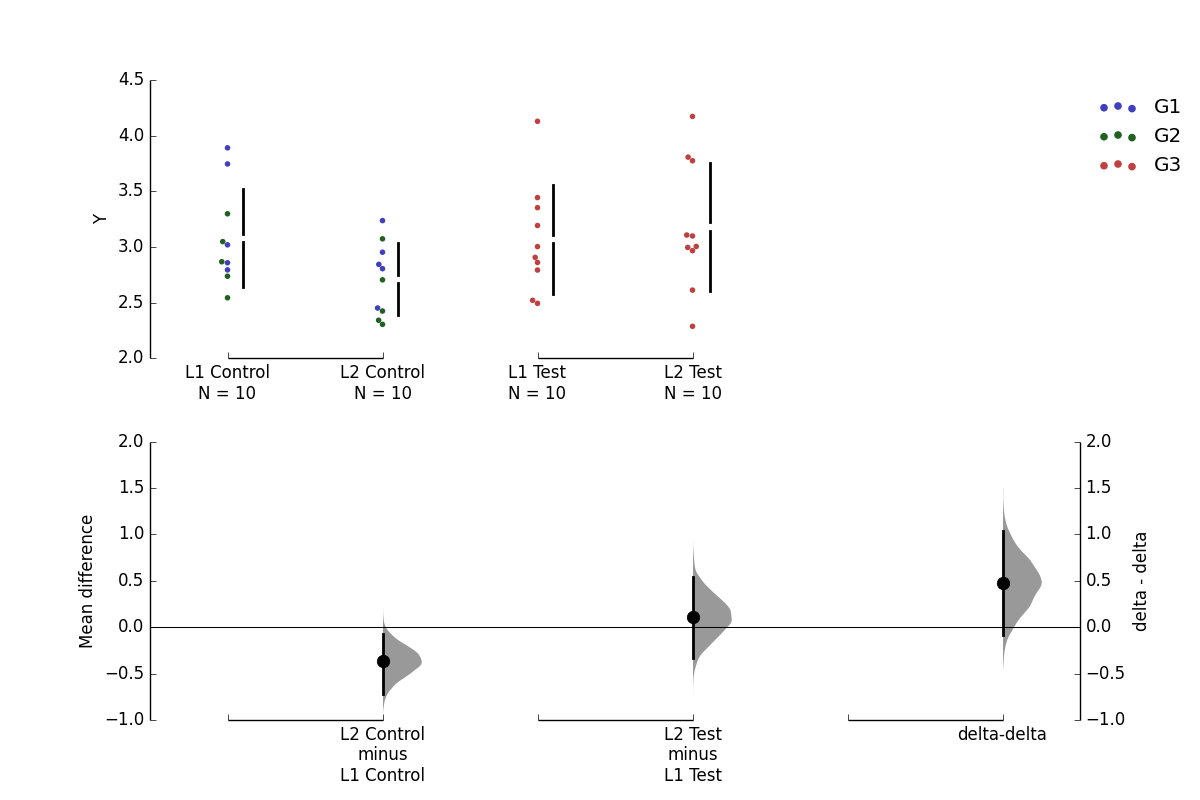 4.5
4.0
3.5
3.0
2.5
2.0
Y
G1
G2
G3
L1 Control
N = 10
L2 Control
N = 10
L1 Test
N = 10
L2 Test
N = 10
2.0
1.5
1.0
0.5
0.0
−0.5
−1.0
Mean difference
2.0
1.5
1.0
0.5
0.0
−0.5
−1.0
delta - delta
L2 Control
minus
L1 Control
L2 Test
minus
L1 Test
delta-delta